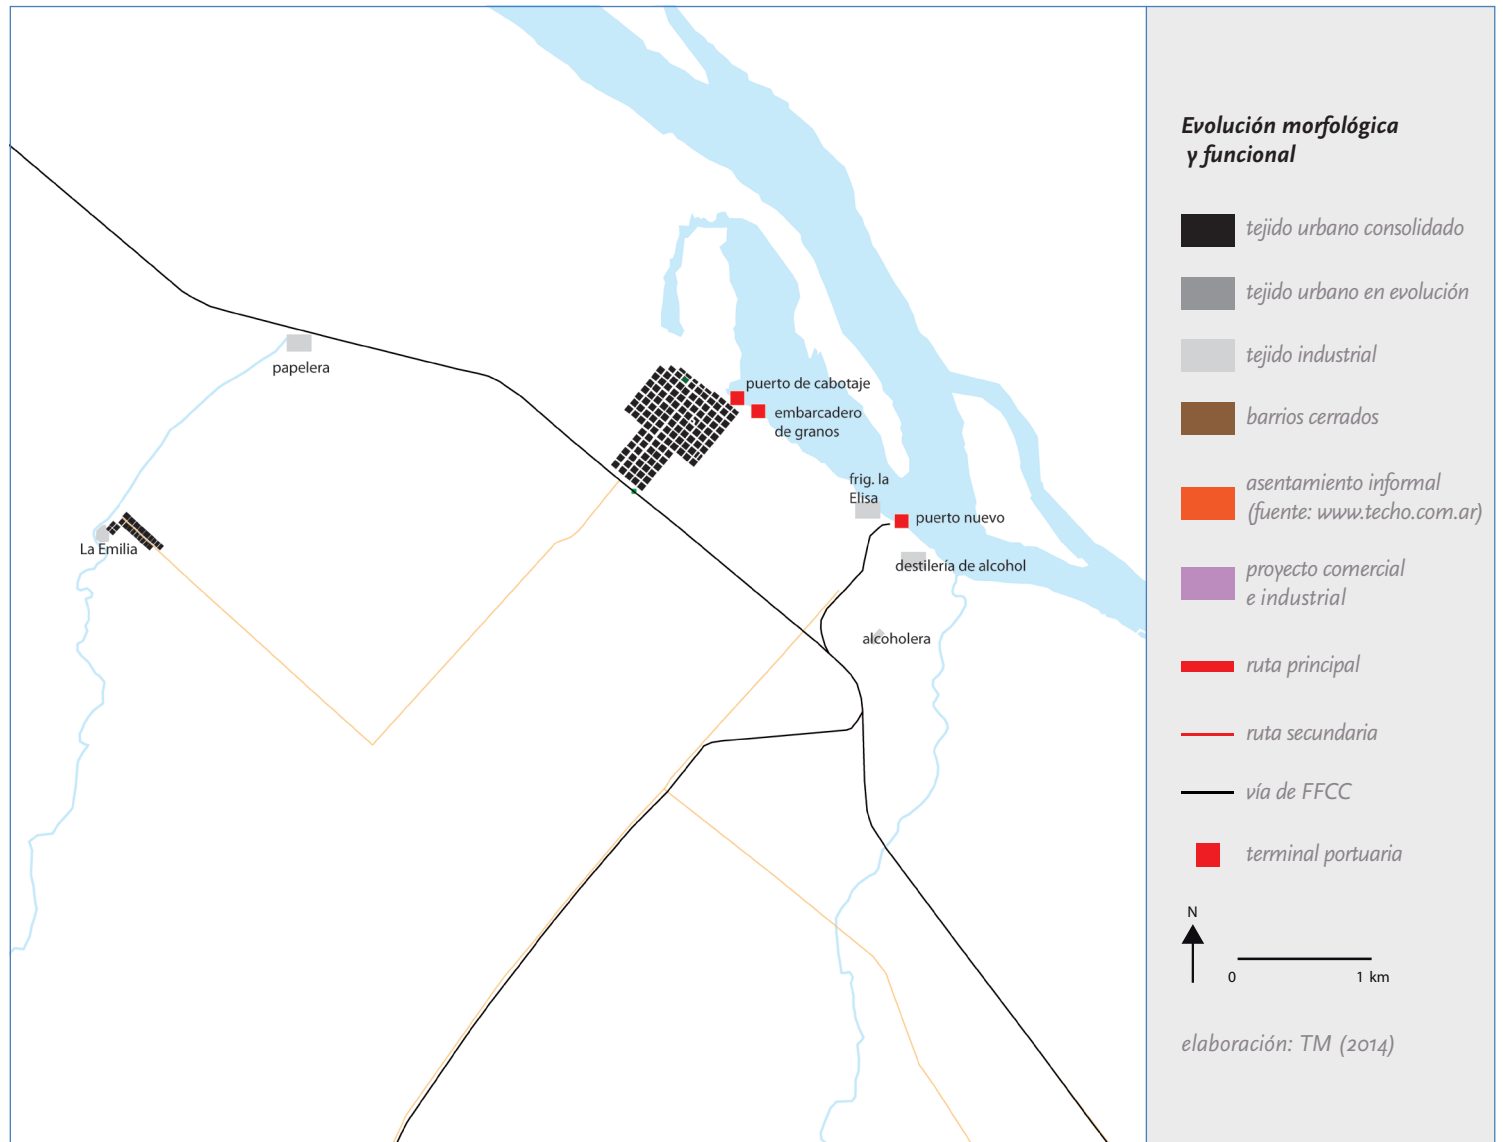 papelera
puerto de cabotaje
embarcadero
de granos
frig. la
Elisa
puerto nuevo
La Emilia
destilería de alcohol
alcoholera
Evolución morfológica
y funcional
tejido urbano consolidado
tejido urbano en evolución
tejido industrial
barrios cerrados
asentamiento informal
(fuente: www.techo.com.ar)
proyecto comercial
e industrial
ruta principal
ruta secundaria
vía de FFCC
terminal portuaria
N
0 1 km
elaboración: TM (2014)